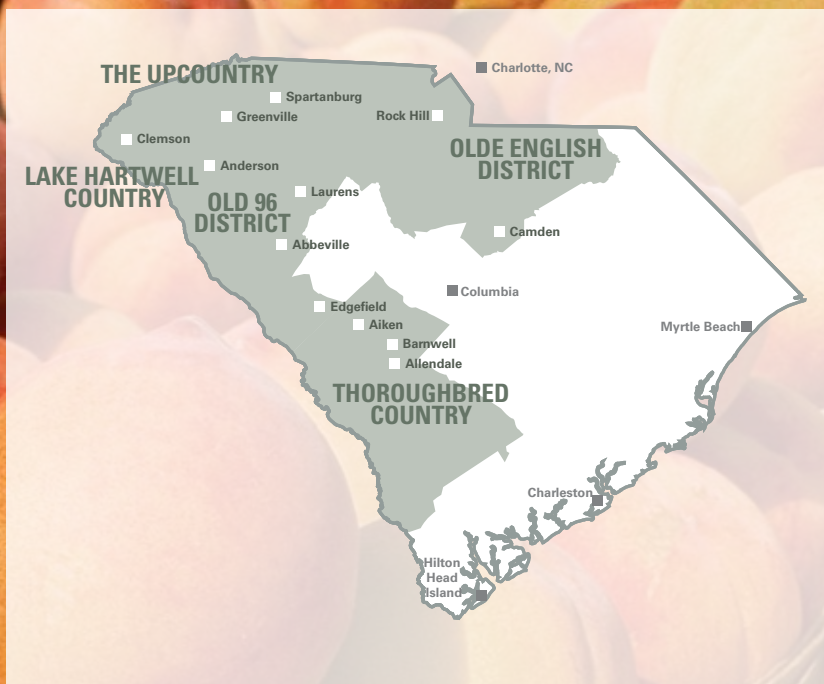 Charlotte, NC
THE UPCOUNTRY
Spartanburg
Greenville
Rock Hill
Clemson
OLDE ENGLISH
DISTRICT
Anderson
LAKE HARTWELL
COUNTRY
Laurens
OLD 96
DISTRICT
Camden
Abbeville
Columbia
Edgefield
Aiken
Myrtle Beach
Barnwell
Allendale
THOROUGHBRED
COUNTRY
Charleston
Hilton
Head
Island